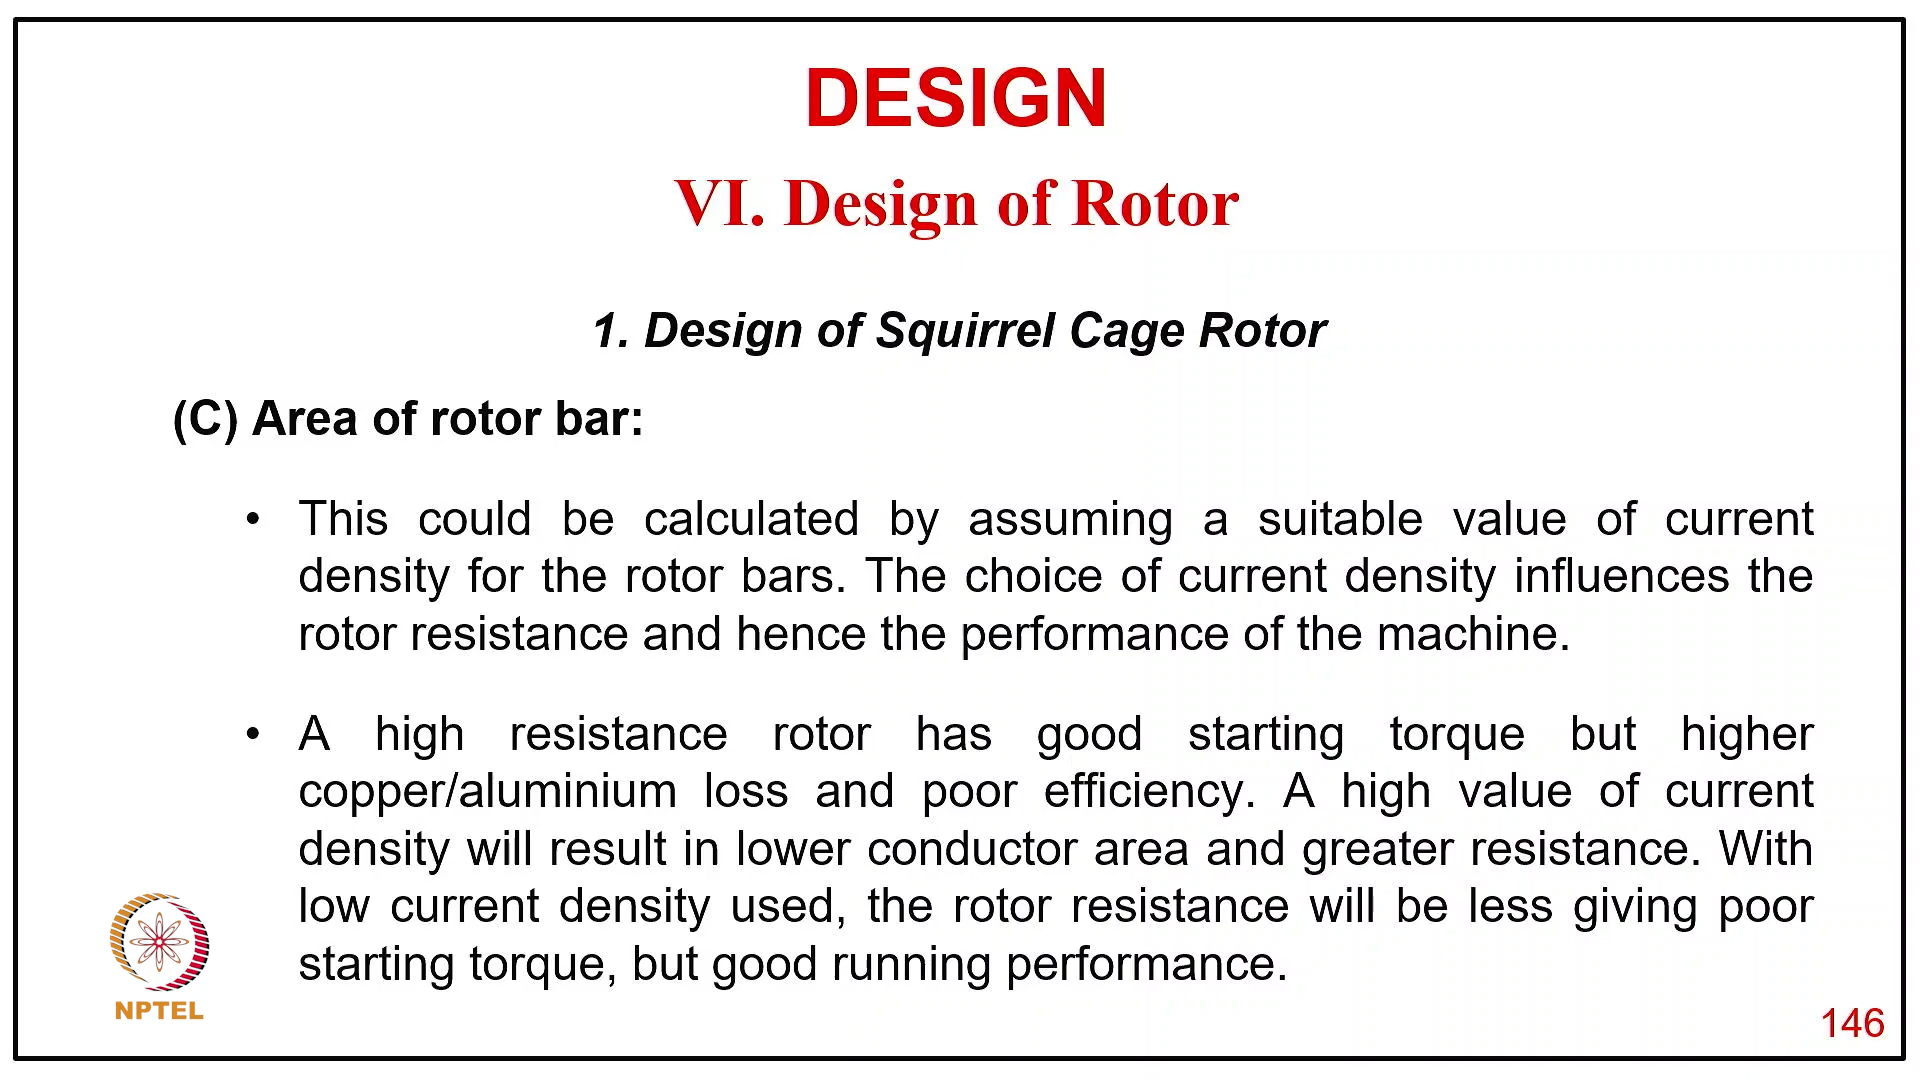 DESIGN
VI. Design of Rotor
1. Design of Squirrel Cage Rotor
(C) Area of rotor bar:
• This could be calculated by assuming a suitable value of current
density for the rotor bars. The choice of current density influences the
rotor resistance and hence the performance of the machine.
• A high resistance rotor has good starting torque but higher
copper/aluminium loss and poor efficiency. A high value of current
density will result in lower conductor area and greater resistance. With
low current density used, the rotor resistance will be less giving poor
starting torque, but good running performance.
NPTEL
146